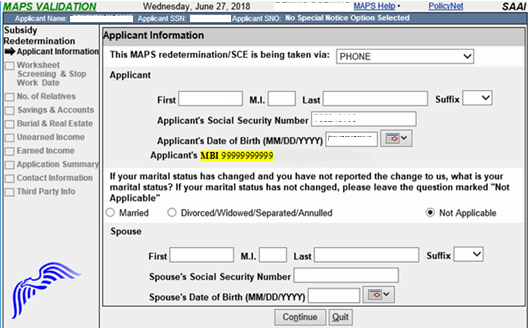 MAPS VALIDATION Wednesday, June 27, 2018 MAPS Help • PolicyNet SAAI
Applicant Name: Applicant SSN: Applicant SNO: No Special Notice Option Selected
Subsidy
Redetermination
Applicant Information
Worksheet
Screening & Stop
Work Date
No. of Relatives
Savings & Accounts
Burial & Real Estate
Unearned Income
Earned Income
Application Summary
Contact Information
Third Party Info
Applicant Information
This MAPS redetermination/SCE is being taken via: PHONE
Applicant
First M.I. Last Suffix
Applicant's Social Security Number
Applicant's Date of Birth (MM/DD/YYYY)
Applicant's MBI 99999999999
If your marital status has changed and you have not reported the change to us, what is your
marital status? If your marital status has not changed, please leave the question marked "Not
Applicable"
Married Divorced/Widowed/Separated/Annulled Not Applicable
Spouse
First M.I. Last Suffix
Spouse's Social Security Number
Spouse's Date of Birth (MM/DD/YYYY)
Continue Quit